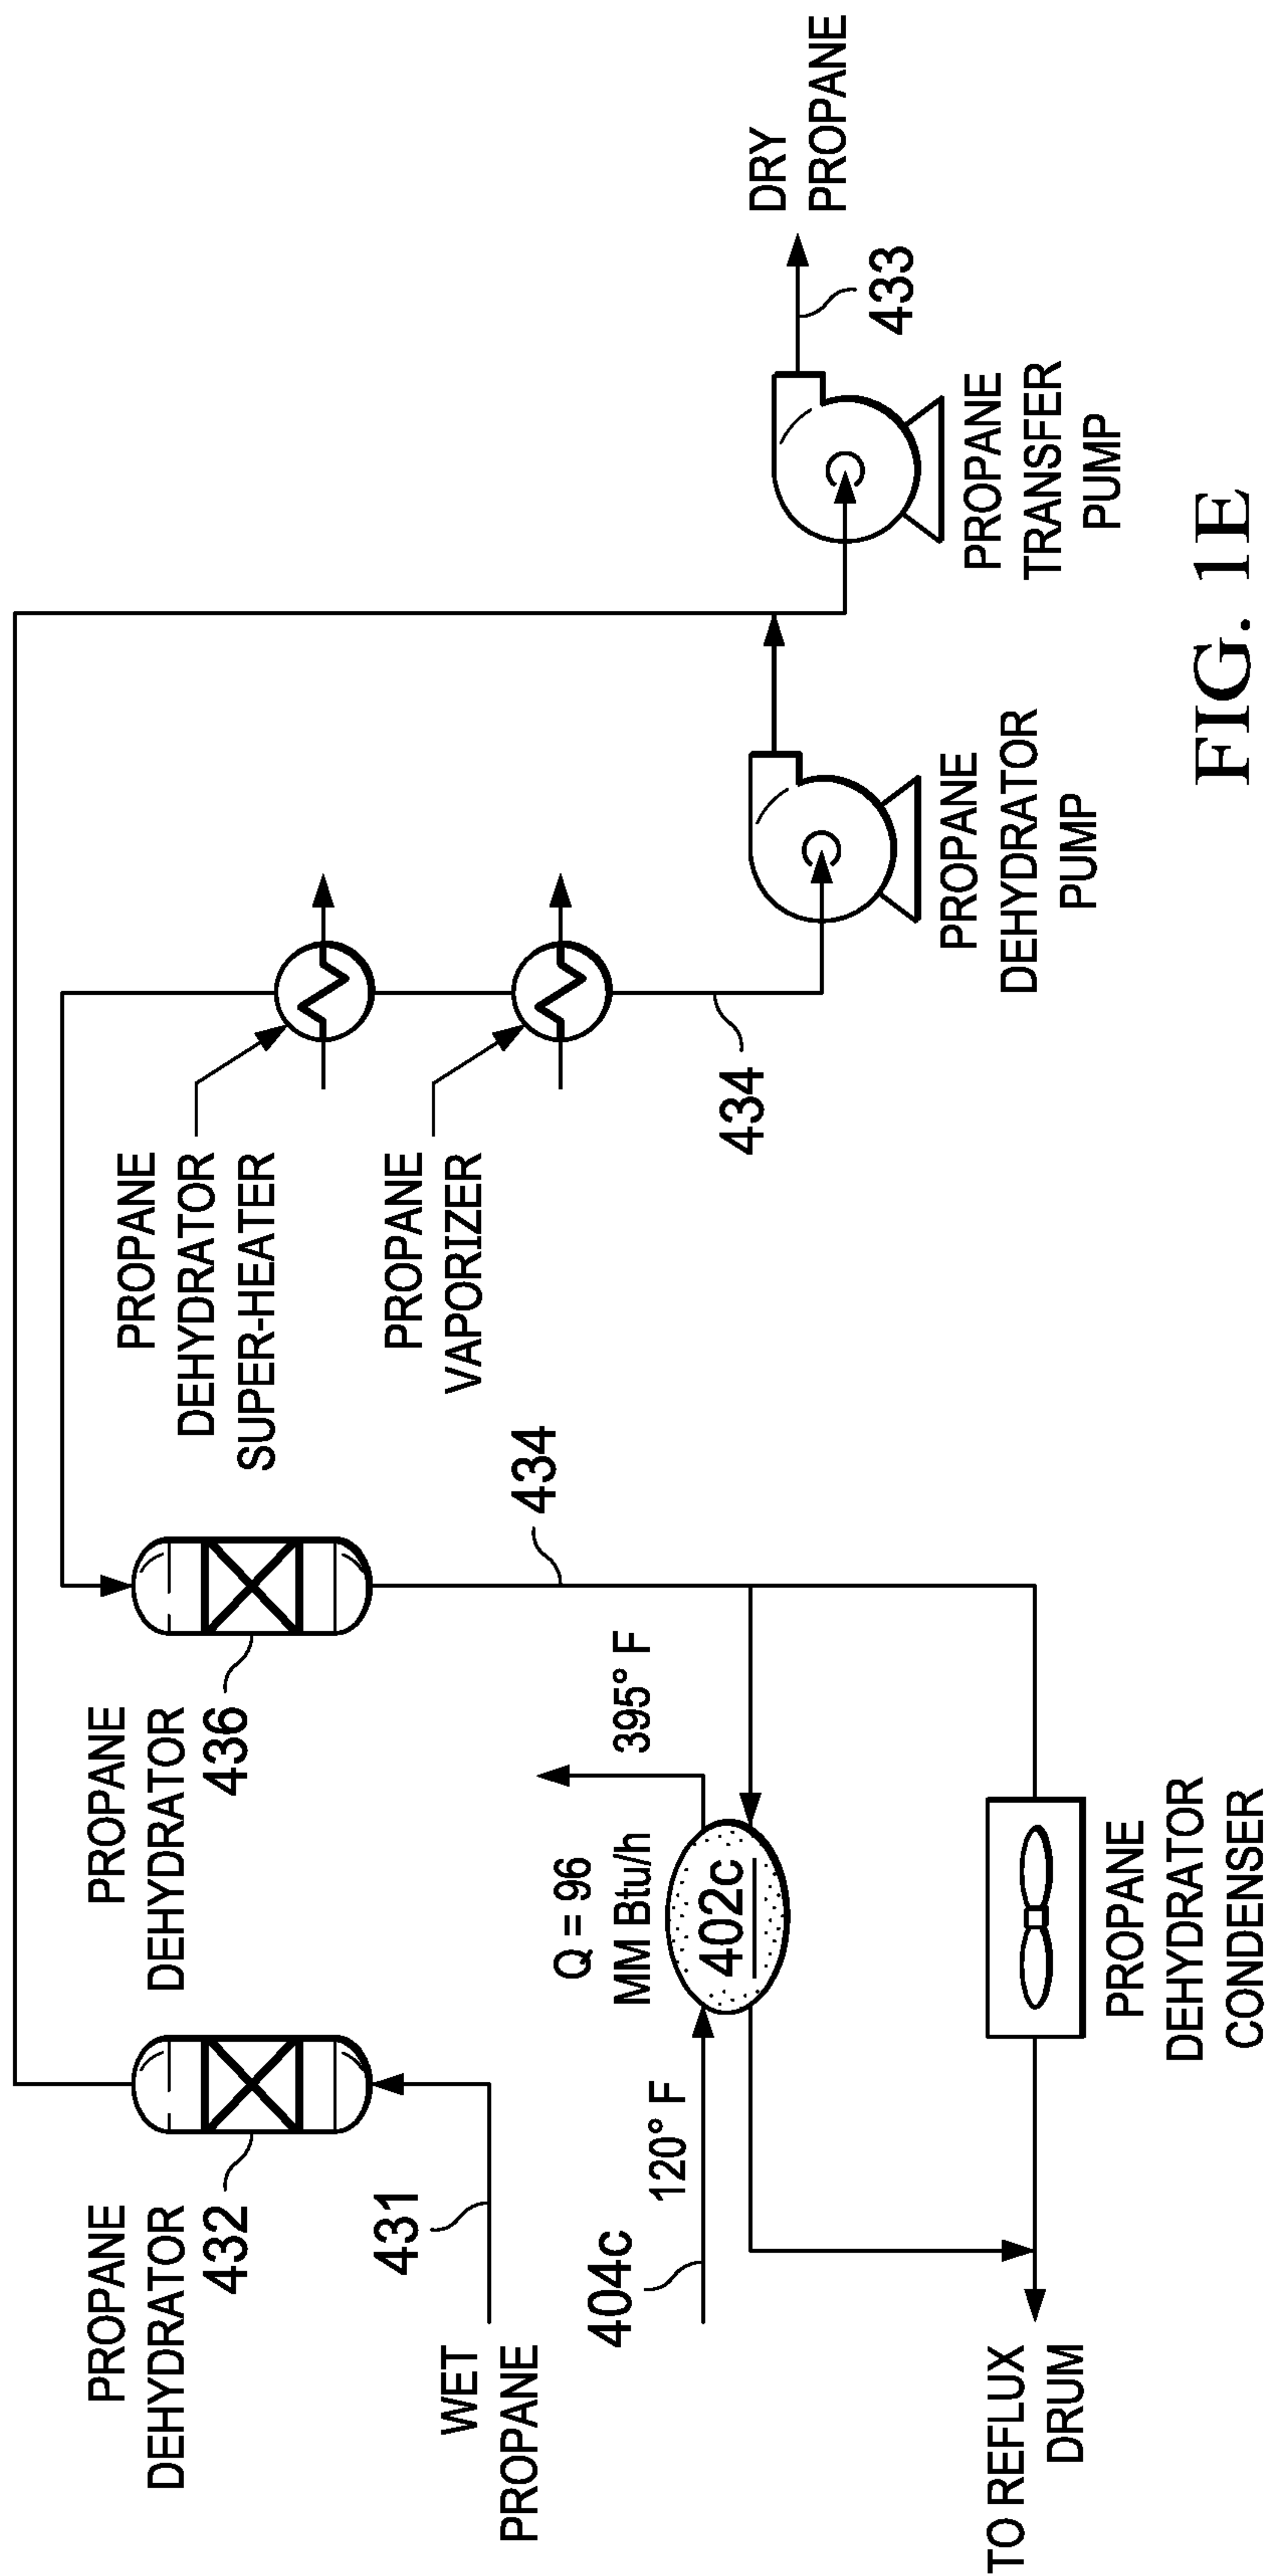 PROPANE
DEHYDRATOR
432
PROPANE
DEHYDRATOR
436
PROPANE
DEHYDRATOR
SUPER-HEATER
PROPANE
VAPORIZER
434
434
WET
PROPANE
431
404c
120° F
Q = 96
MM Btu/h
395° F
402c
TO REFLUX
DRUM
PROPANE
DEHYDRATOR
CONDENSER
PROPANE
DEHYDRATOR
PUMP
PROPANE
TRANSFER
PUMP
433
DRY
PROPANE
FIG. 1E